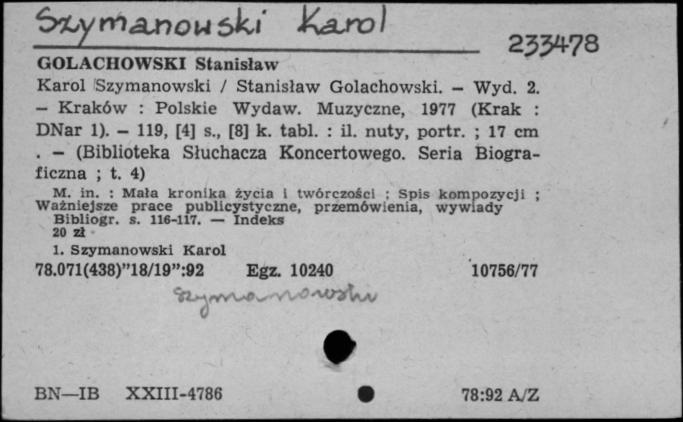 Szymanowski Karol
233478
GOLACHOWSKI Stanisław
Karol Szymanowski / Stanisław Golachowski. — Wyd. 2.
— Kraków : Polskie Wydaw. Muzyczne, 1977 (Krak :
DNar 1). — 119, [4] s., [8] k. tabl. : il. nuty, portr. ; 17 cm
. — (Biblioteka Słuchacza Koncertowego. Seria Biogra-
ficzna ; t. 4)
M. in. : Mała kronika życia i twórczości ; Spis kompozycji ;
Ważniejsze prace publicystyczne, przemówienia, wywiady
Bibliogr. s. 116-117. — Indeks
20 zł
1. Szymanowski Karol
78.071(438)"18/19":92 Egz. 10240 10756/77
Szymanowski
BN—IB XXIII-4786 78:92 A/Z